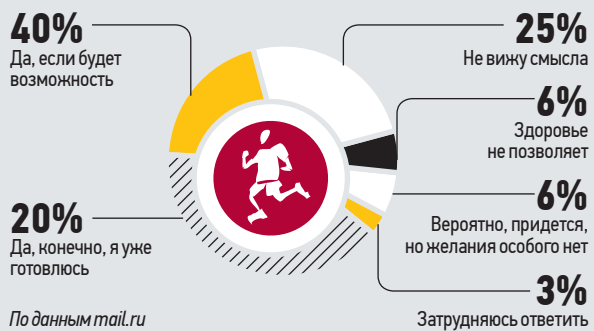 40%
Да, если будет
возможность
20%
Да, конечно, я уже
готовлюсь
По данным mail.ru
25%
Не вижу смысла
6%
Здоровье
не позволяет
6%
Вероятно, придется,
но желания особого нет
3%
Затрудняюсь ответить